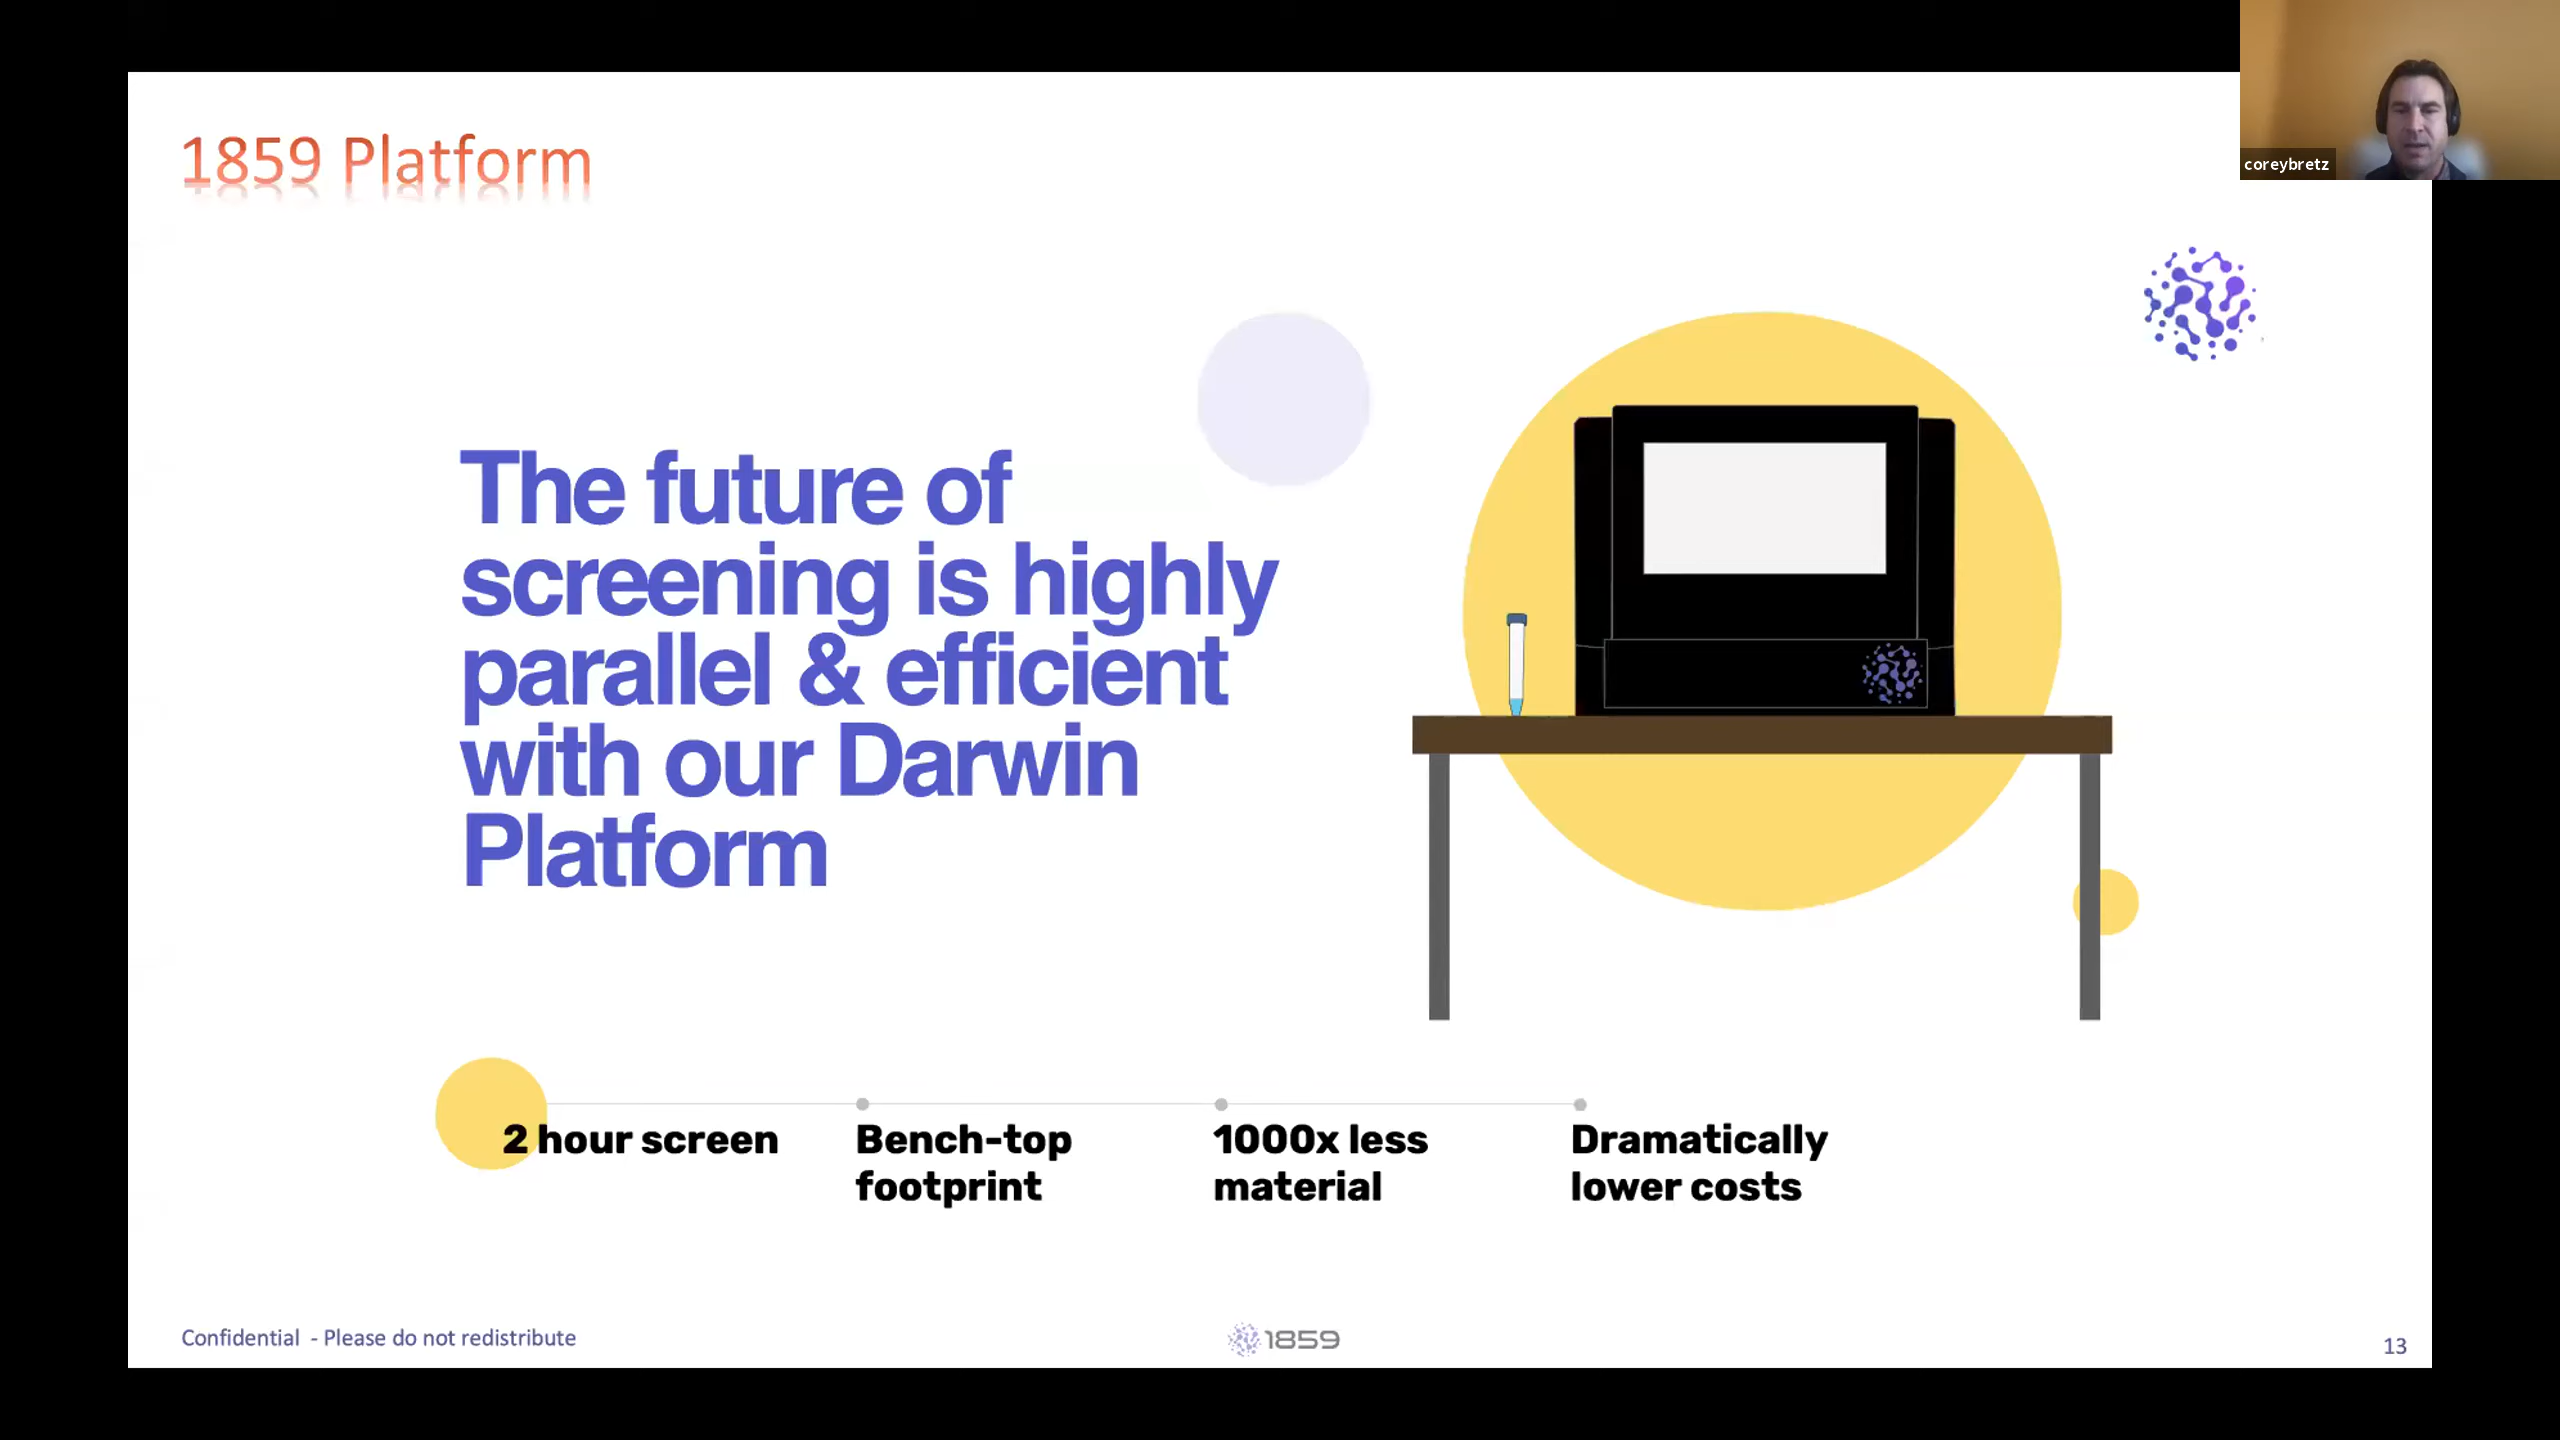 1859 Platform
coreybretz
The future of
screening is highly
parallel & efficient
with our Darwin
Platform
2 hour screen
Bench-top
footprint
1000x less
material
Dramatically
lower costs
Confidential  - Please do not redistribute
1859
13